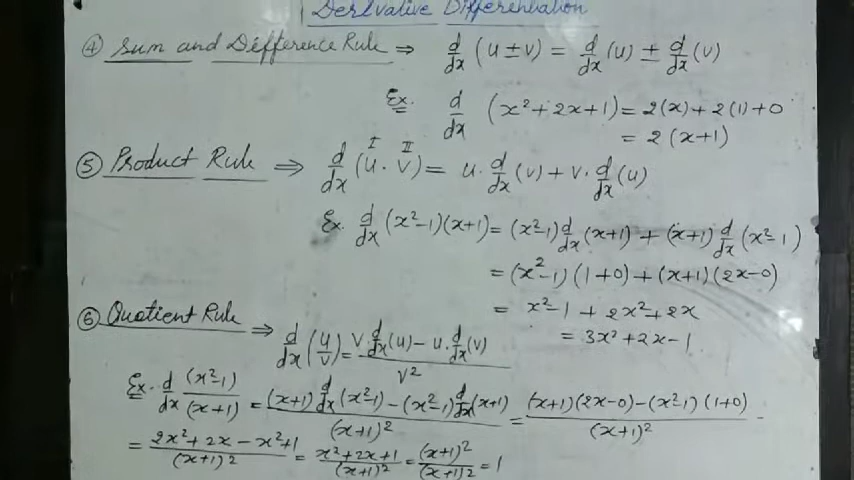 Derivative Differentiation
④ Sum and Difference Rule ⇒ d/dx (u ± v) = d/dx (u) ± d/dx (v)
Ex. d/dx (x² + 2x + 1) = 2(x) + 2(1) + 0
= 2(x+1)
⑤ Product Rule ⇒ d/dx (u · v) = u · d/dx (v) + v · d/dx (u)
I II
Ex. d/dx (x²-1)(x+1) = (x²-1) d/dx (x+1) + (x+1) d/dx (x²-1)
= (x²-1)(1+0) + (x+1)(2x-0)
= x²-1 + 2x² + 2x
= 3x² + 2x - 1
⑥ Quotient Rule ⇒ d/dx (u/v) = (v · d/dx (u) - u · d/dx (v)) / v²
Ex. d/dx (x²-1)/(x+1) = ((x+1) d/dx (x²-1) - (x²-1) d/dx (x+1)) / (x+1)² = ((x+1)(2x-0) - (x²-1)(1+0)) / (x+1)²
= (2x² + 2x - x² + 1) / (x+1)² = (x² + 2x + 1) / (x+1)² = (x+1)² / (x+1)² = 1